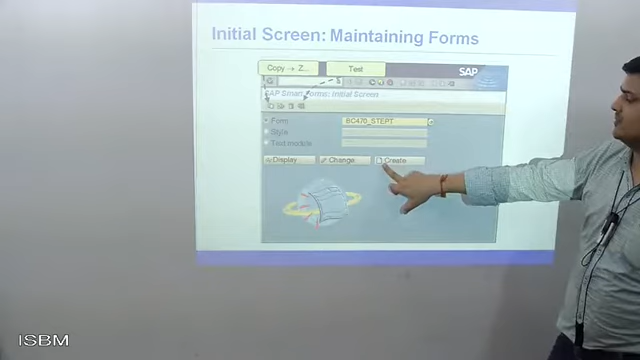 Initial Screen: Maintaining Forms
Copy → Z...
Test
SAP
SAP Smart Forms: Initial Screen
Form
BC470_STEPT
Style
Text module
Display
Change
Create
ISBM